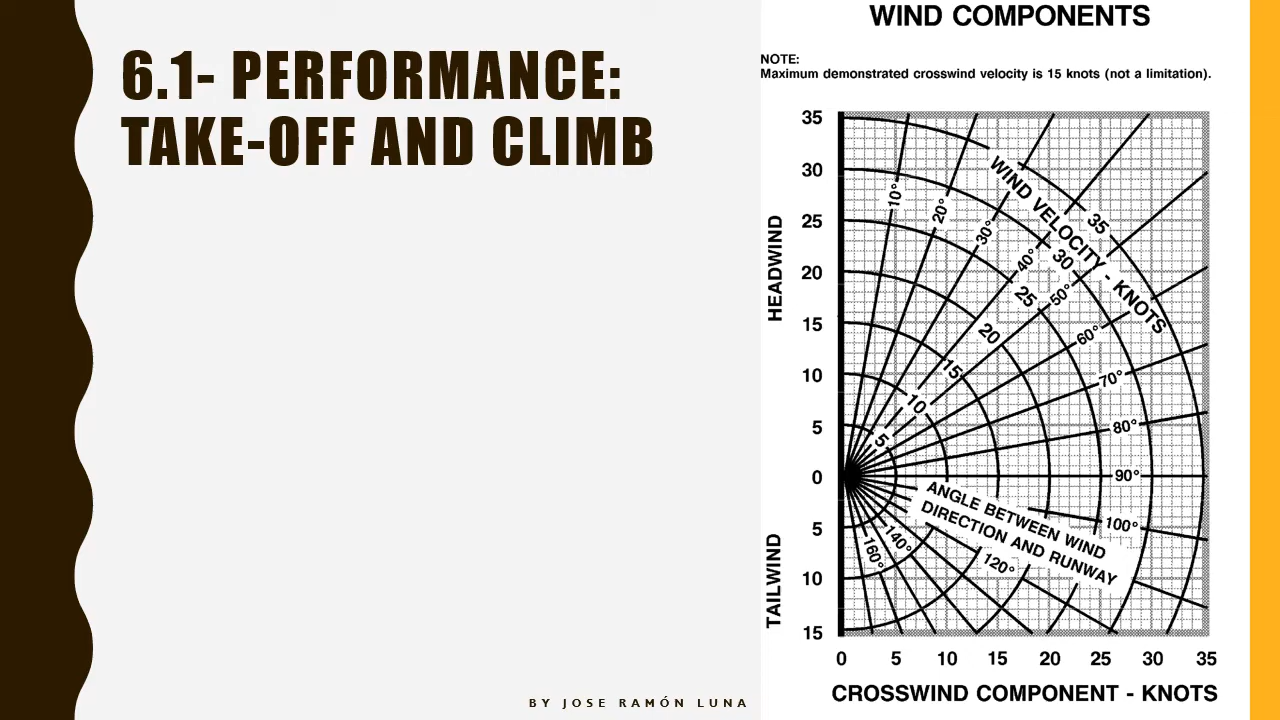 6.1- PERFORMANCE:
TAKE-OFF AND CLIMB
BY JOSE RAMÓN LUNA
WIND COMPONENTS
NOTE:
Maximum demonstrated crosswind velocity is 15 knots (not a limitation).
HEADWIND
TAILWIND
35
30
25
20
15
10
5
0
5
10
15
10°
20°
30°
40°
50°
60°
70°
80°
90°
100°
120°
140°
160°
WIND VELOCITY - KNOTS
35
30
25
20
15
10
5
ANGLE BETWEEN WIND
DIRECTION AND RUNWAY
0 5 10 15 20 25 30 35
CROSSWIND COMPONENT - KNOTS